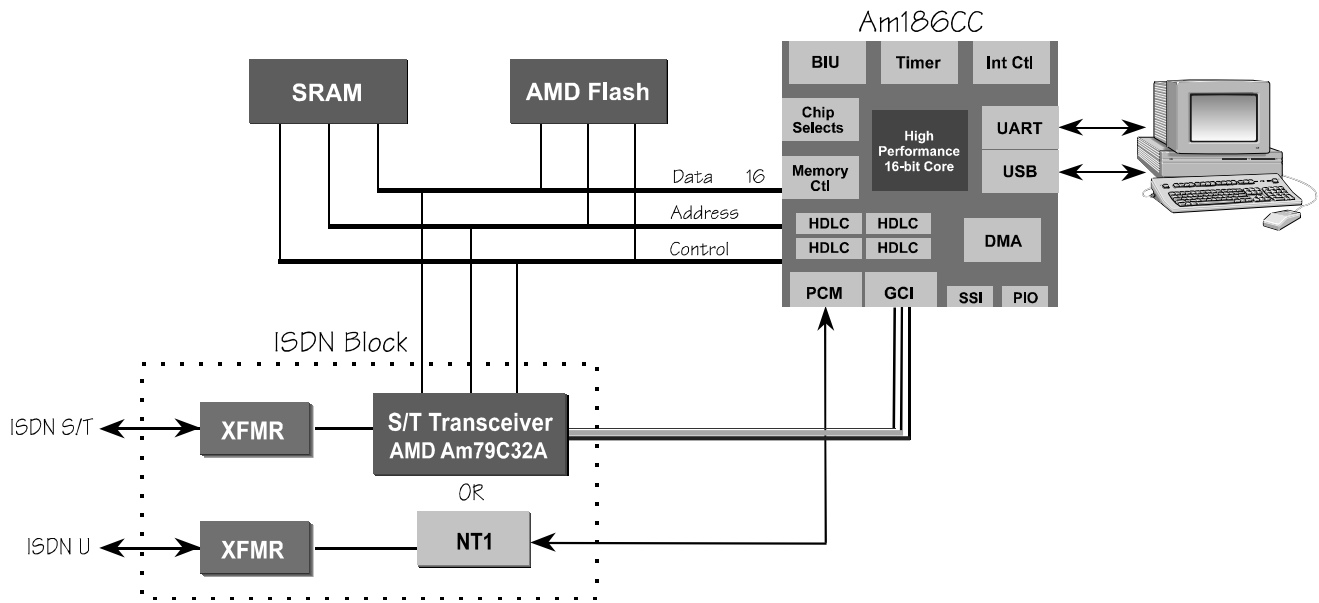 Am186CC
BIU
Timer
Int Ctl
SRAM
AMD Flash
Chip
Selects
High
Performance
16-bit Core
UART
USB
Memory
Ctl
Data 16
Address
Control
HDLC
HDLC
HDLC
HDLC
DMA
PCM
GCI
SSI
PIO
ISDN Block
ISDN S/T
XFMR
S/T Transceiver
AMD Am79C32A
OR
ISDN U
XFMR
NT1